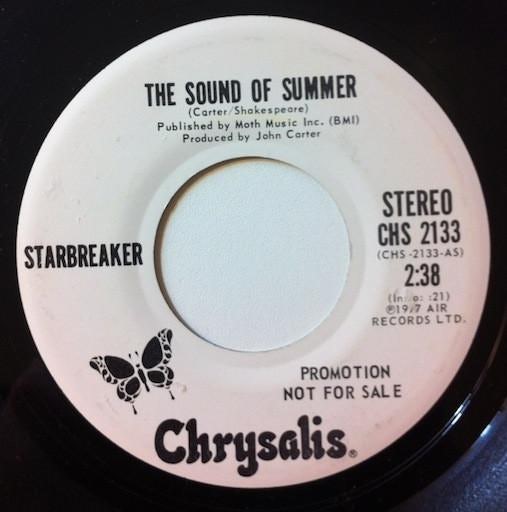 THE SOUND OF SUMMER
(Carter/Shakespeare)
Published by Moth Music Inc. (BMI)
Produced by John Carter
STARBREAKER
STEREO
CHS 2133
(CHS-2133-AS)
2:38
:21)
AIR
RECORDS LTD.
PROMOTION
NOT FOR SALE
Chrysalis®